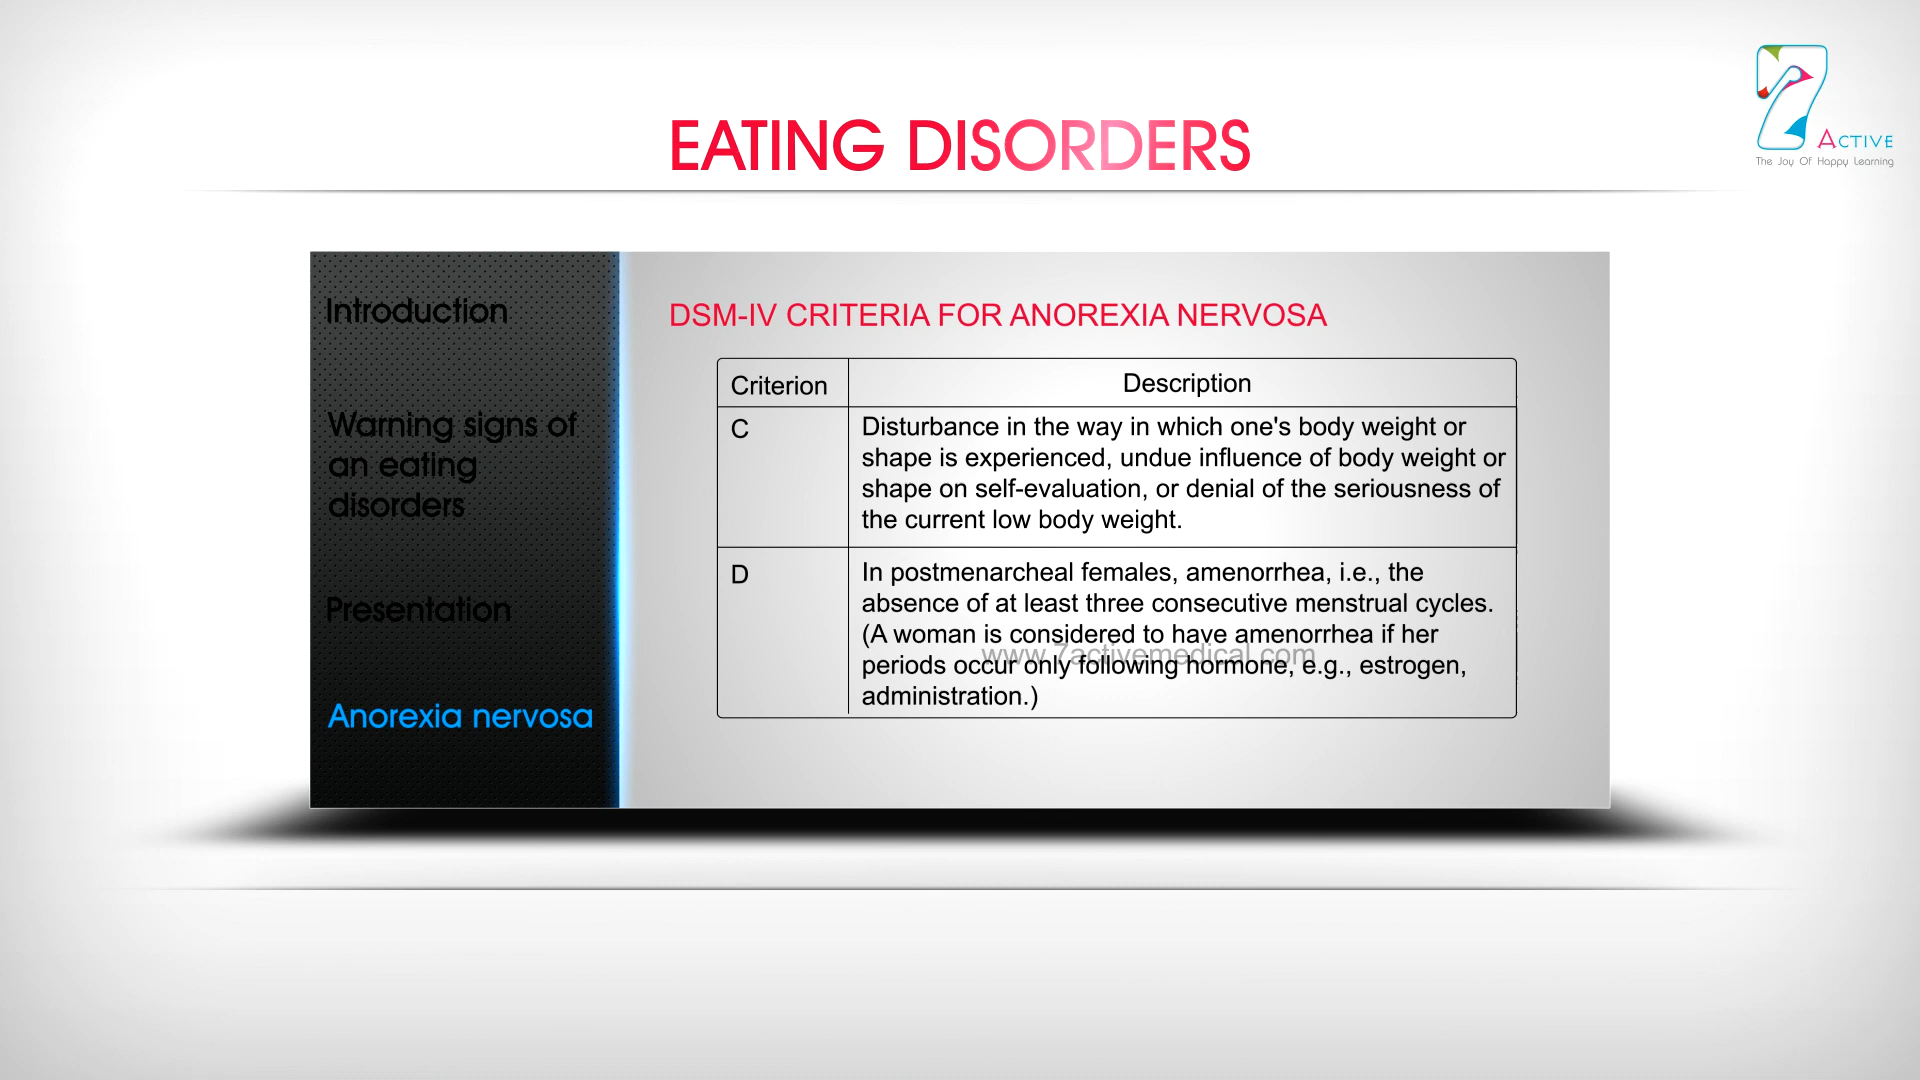 7
ACTIVE
The Joy Of Happy Learning
EATING DISORDERS
Introduction
Warning signs of
an eating
disorders
Presentation
Anorexia nervosa
DSM-IV CRITERIA FOR ANOREXIA NERVOSA
Criterion
Description
C
Disturbance in the way in which one's body weight or
shape is experienced, undue influence of body weight or
shape on self-evaluation, or denial of the seriousness of
the current low body weight.
D
In postmenarcheal females, amenorrhea, i.e., the
absence of at least three consecutive menstrual cycles.
(A woman is considered to have amenorrhea if her
periods occur only following hormone, e.g., estrogen,
administration.)
www.7activemedical.com